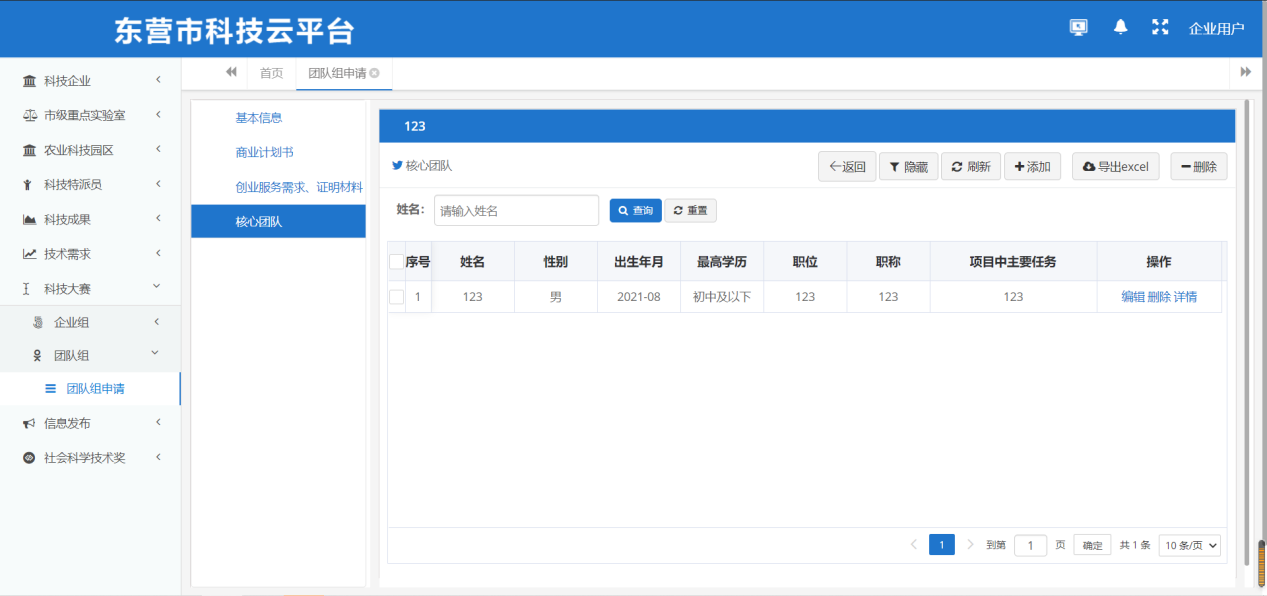 东营市科技云平台
企业用户
科技企业
市级重点实验室
农业科技园区
科技特派员
科技成果
技术需求
科技大赛
企业组
团队组
团队组申请
信息发布
社会科学技术奖
首页 团队组申请
基本信息
商业计划书
创业服务需求、证明材料
核心团队
123
核心团队 返回 隐藏 刷新 添加 导出excel 删除
姓名: 请输入姓名 查询 重置
序号 姓名 性别 出生年月 最高学历 职位 职称 项目中主要任务 操作
1 123 男 2021-08 初中及以下 123 123 123 编辑 删除 详情
1 到第 1 页 确定 共 1 条 10 条/页